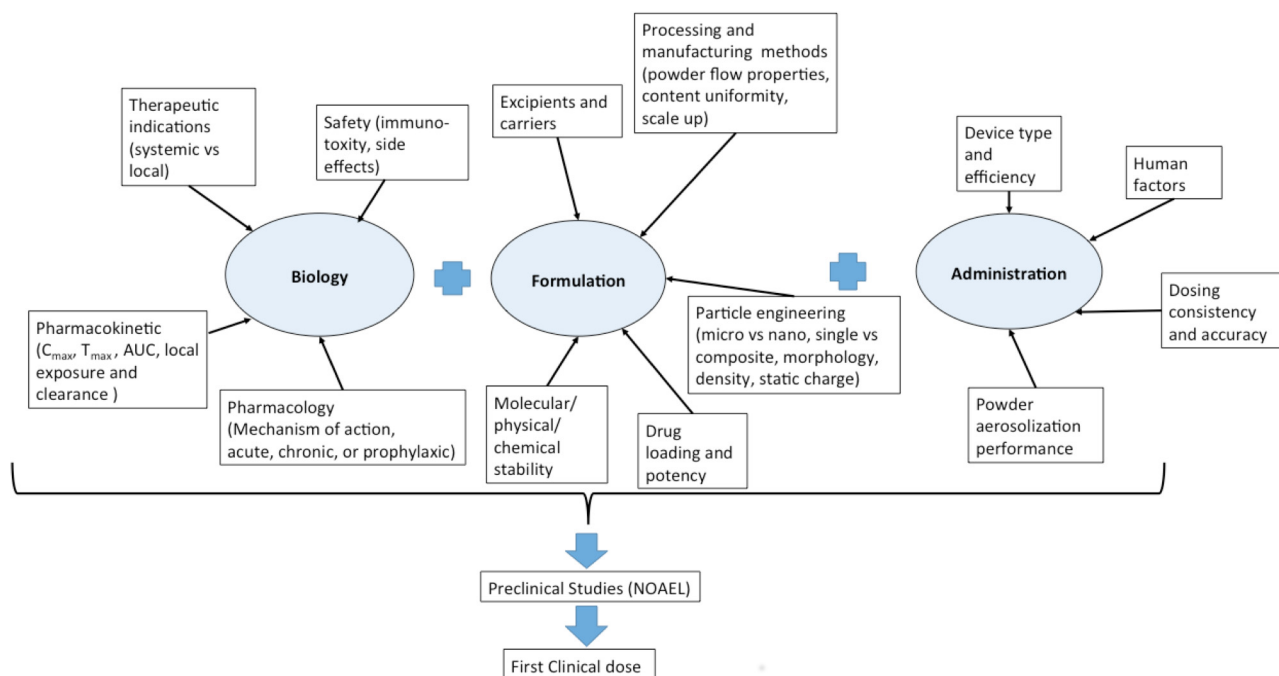 Processing and
manufacturing methods
(powder flow properties,
content uniformity,
scale up)
Therapeutic
indications
(systemic vs
local)
Safety (immuno-
toxity, side
effects)
Excipients and
carriers
Device type
and
efficiency
Human
factors
Biology
Formulation
Administration
Pharmacokinetic
(Cmax, Tmax , AUC, local
exposure and
clearance )
Pharmacology
(Mechanism of action,
acute, chronic, or prophylaxic)
Molecular/
physical/
chemical
stability
Drug
loading and
potency
Particle engineering
(micro vs nano, single vs
composite, morphology,
density, static charge)
Dosing
consistency
and accuracy
Powder
aerosolization
performance
Preclinical Studies (NOAEL)
First Clinical dose